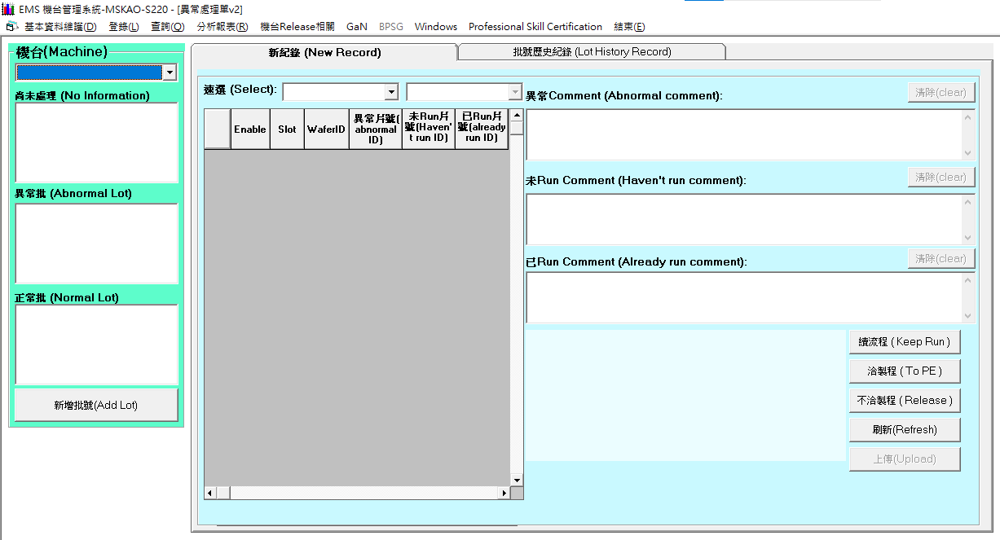 EMS 機台管理系統-MSKAO-S220 - [異常處理單v2]
基本資料維護(D) 登錄(L) 查詢(Q) 分析報表(R) 機台Release相關 GaN BPSG Windows Professional Skill Certification 結束(E)
機台(Machine)
尚未處理 (No Information)
異常批 (Abnormal Lot)
正常批 (Normal Lot)
新增批號(Add Lot)
新紀錄 (New Record)
批號歷史紀錄 (Lot History Record)
速選 (Select):
Enable
Slot
WaferID
異常片號(
abnormal
ID)
未Run片
號(Haven'
t run ID)
已Run片
號(already
run ID)
異常Comment (Abnormal comment):
清除(clear)
未Run Comment (Haven't run comment):
清除(clear)
已Run Comment (Already run comment):
清除(clear)
續流程 ( Keep Run )
洽製程 ( To PE )
不洽製程 ( Release )
刷新(Refresh)
上傳(Upload)